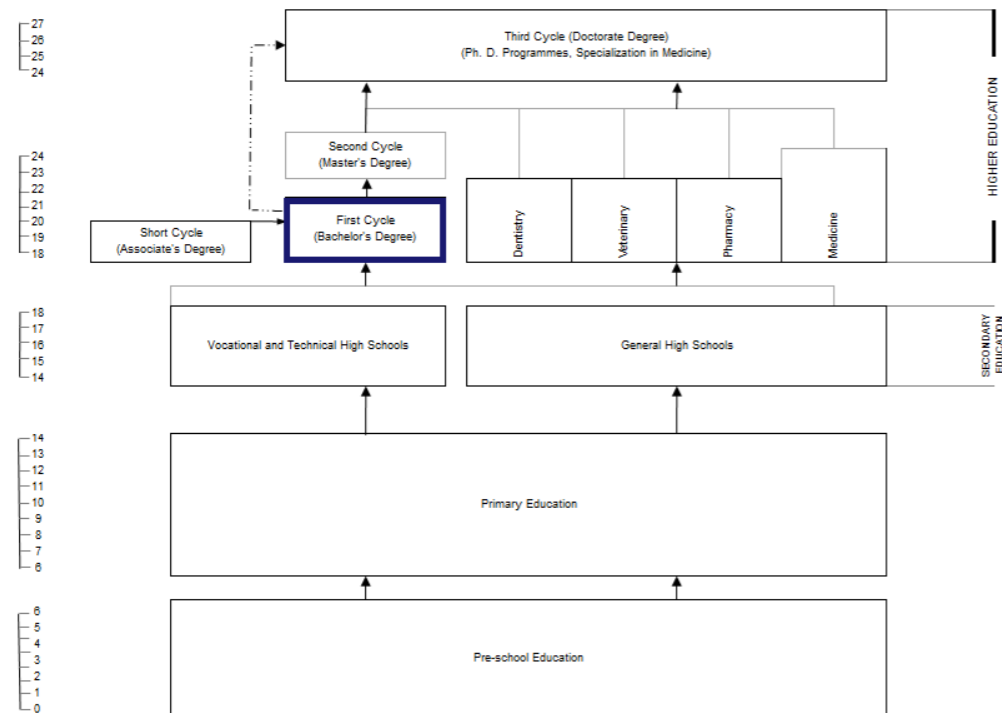 27
26
25
24
Third Cycle (Doctorate Degree)
(Ph. D. Programmes, Specialization in Medicine)
HIGHER EDUCATION
24
23
22
21
20
19
18
Second Cycle
(Master's Degree)
First Cycle
(Bachelor's Degree)
Short Cycle
(Associate's Degree)
Dentistry
Veterinary
Pharmacy
Medicine
18
17
16
15
14
Vocational and Technical High Schools
General High Schools
SECONDARY
EDUCATION
14
13
12
11
10
9
8
7
6
Primary Education
6
5
4
3
2
1
0
Pre-school Education